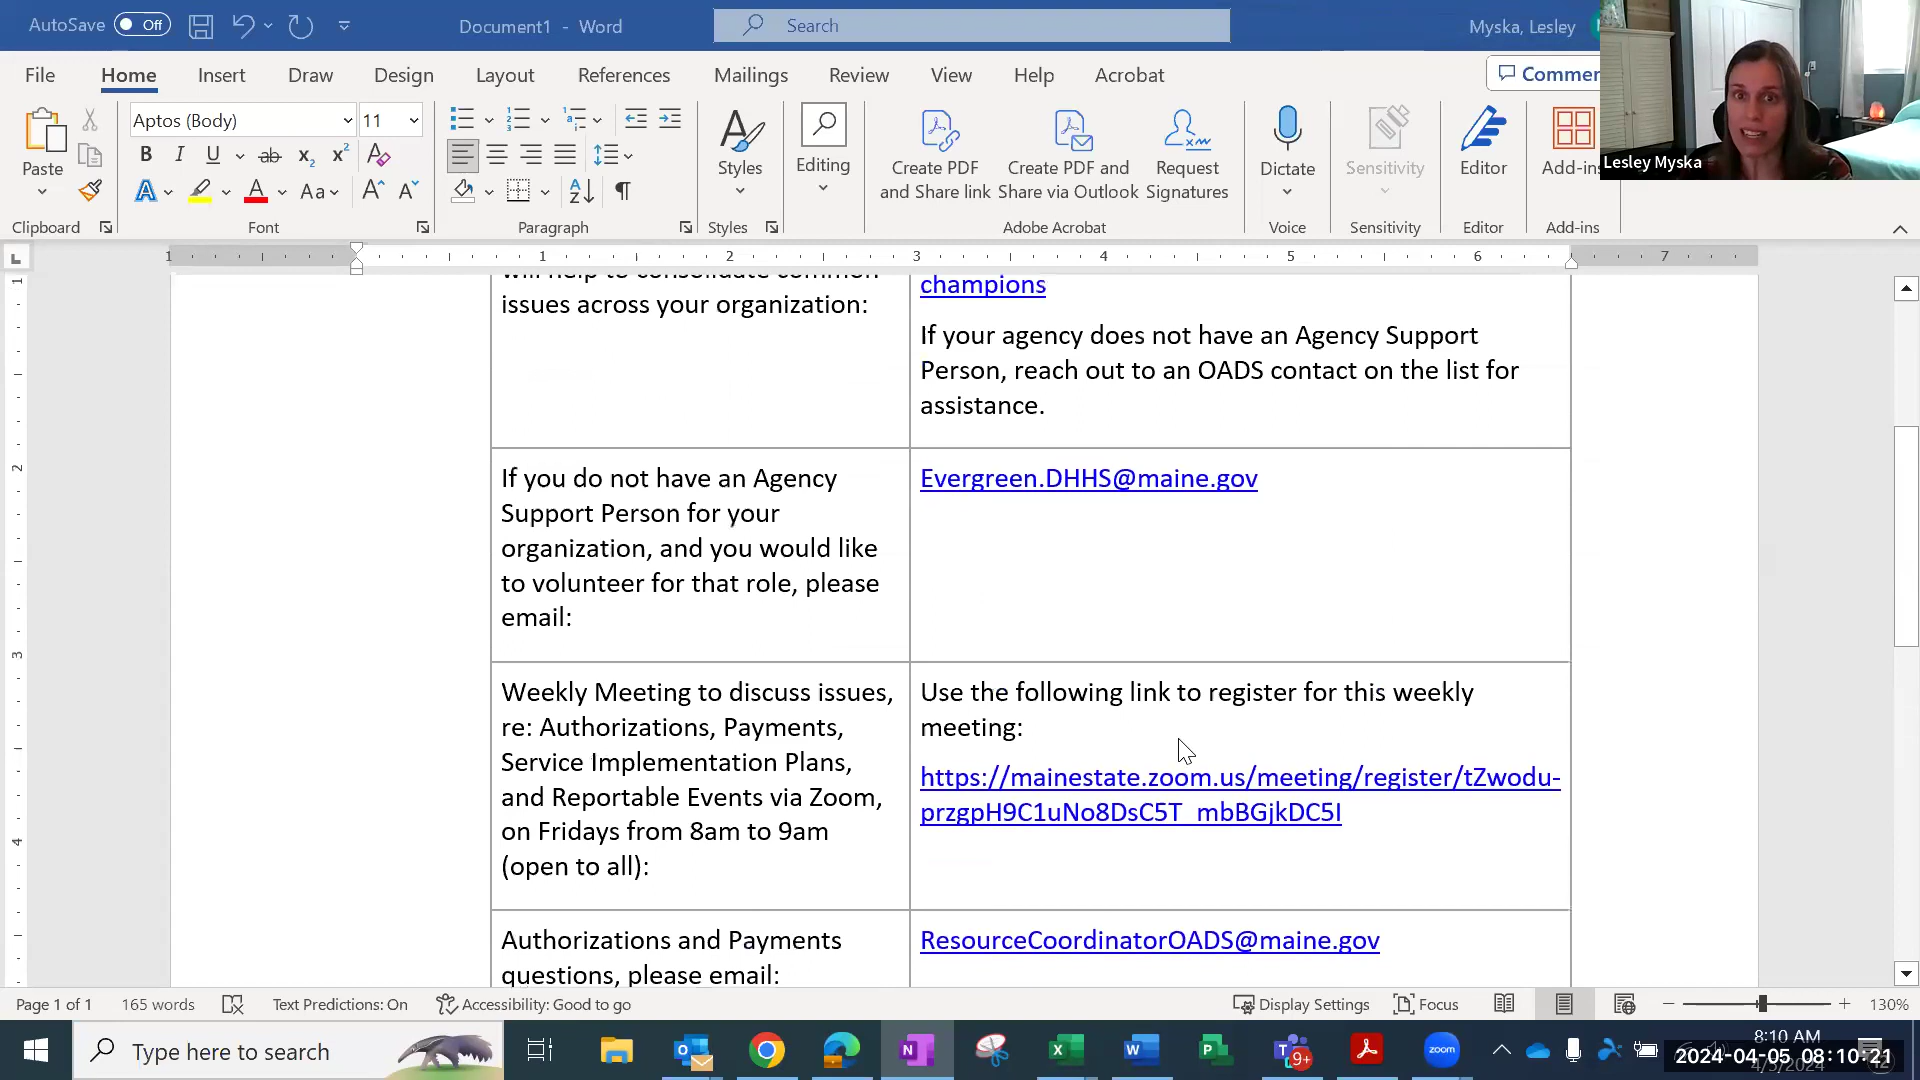 AutoSave Off Document1 - Word Search Myska, Lesley
File Home Insert Draw Design Layout References Mailings Review View Help Acrobat Commen
Aptos (Body) 11
Paste Styles Editing Create PDF and Share link Create PDF and Share via Outlook Request Signatures Dictate Sensitivity Editor Add-ins
Lesley Myska
Clipboard Font Paragraph Styles Adobe Acrobat Voice Sensitivity Editor Add-ins
1 1 2 3 4 5 6 7
will help to consolidate common
issues across your organization:
champions
If your agency does not have an Agency Support
Person, reach out to an OADS contact on the list for
assistance.
If you do not have an Agency
Support Person for your
organization, and you would like
to volunteer for that role, please
email:
Evergreen.DHHS@maine.gov
Weekly Meeting to discuss issues,
re: Authorizations, Payments,
Service Implementation Plans,
and Reportable Events via Zoom,
on Fridays from 8am to 9am
(open to all):
Use the following link to register for this weekly
meeting:
https://mainestate.zoom.us/meeting/register/tZwodu-
przgpH9C1uNo8DsC5T_mbBGjkDC5I
Authorizations and Payments
questions, please email:
ResourceCoordinatorOADS@maine.gov
Page 1 of 1 165 words Text Predictions: On Accessibility: Good to go Display Settings Focus 130%
Type here to search zoom 9+ 8:10 AM
2024-04-05 08:10:21